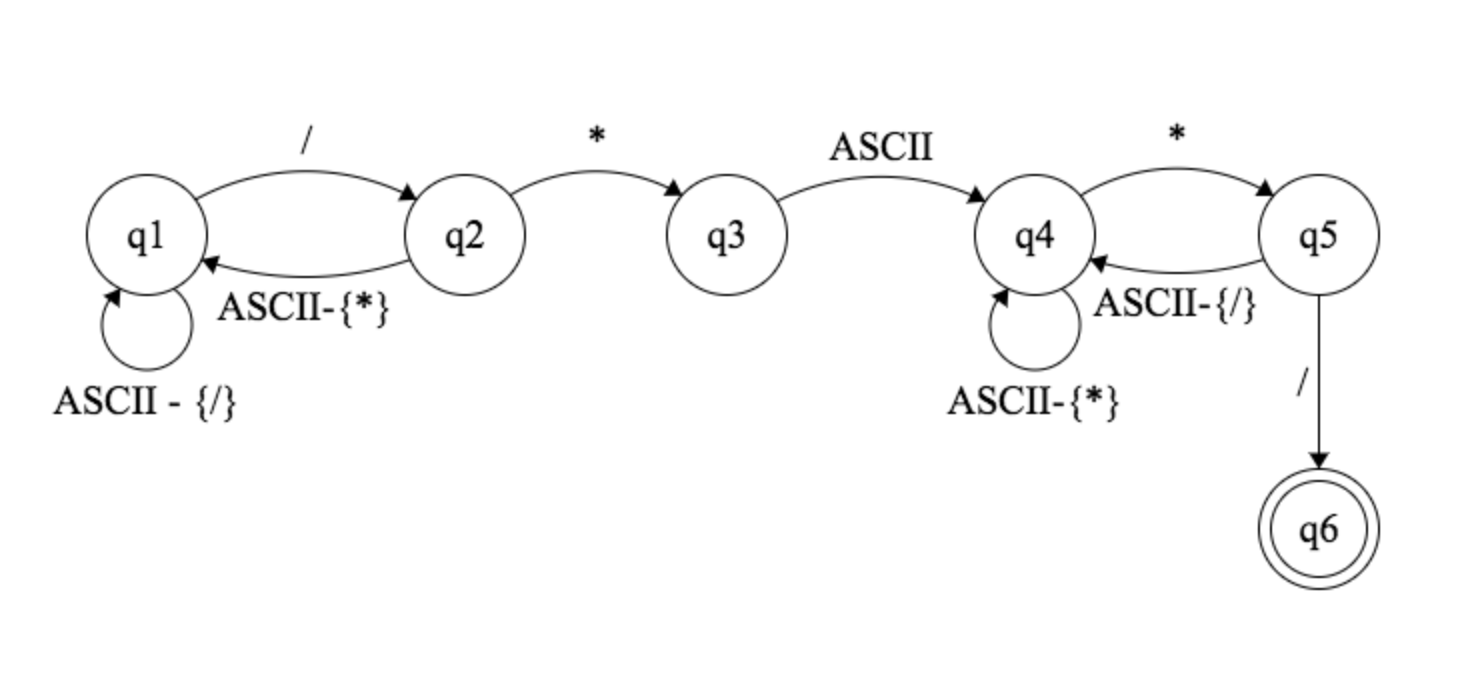 /
*
ASCII
*
q1
q2
q3
q4
q5
ASCII-{*}
ASCII-{/}
ASCII - {/}
ASCII-{*}
/
q6